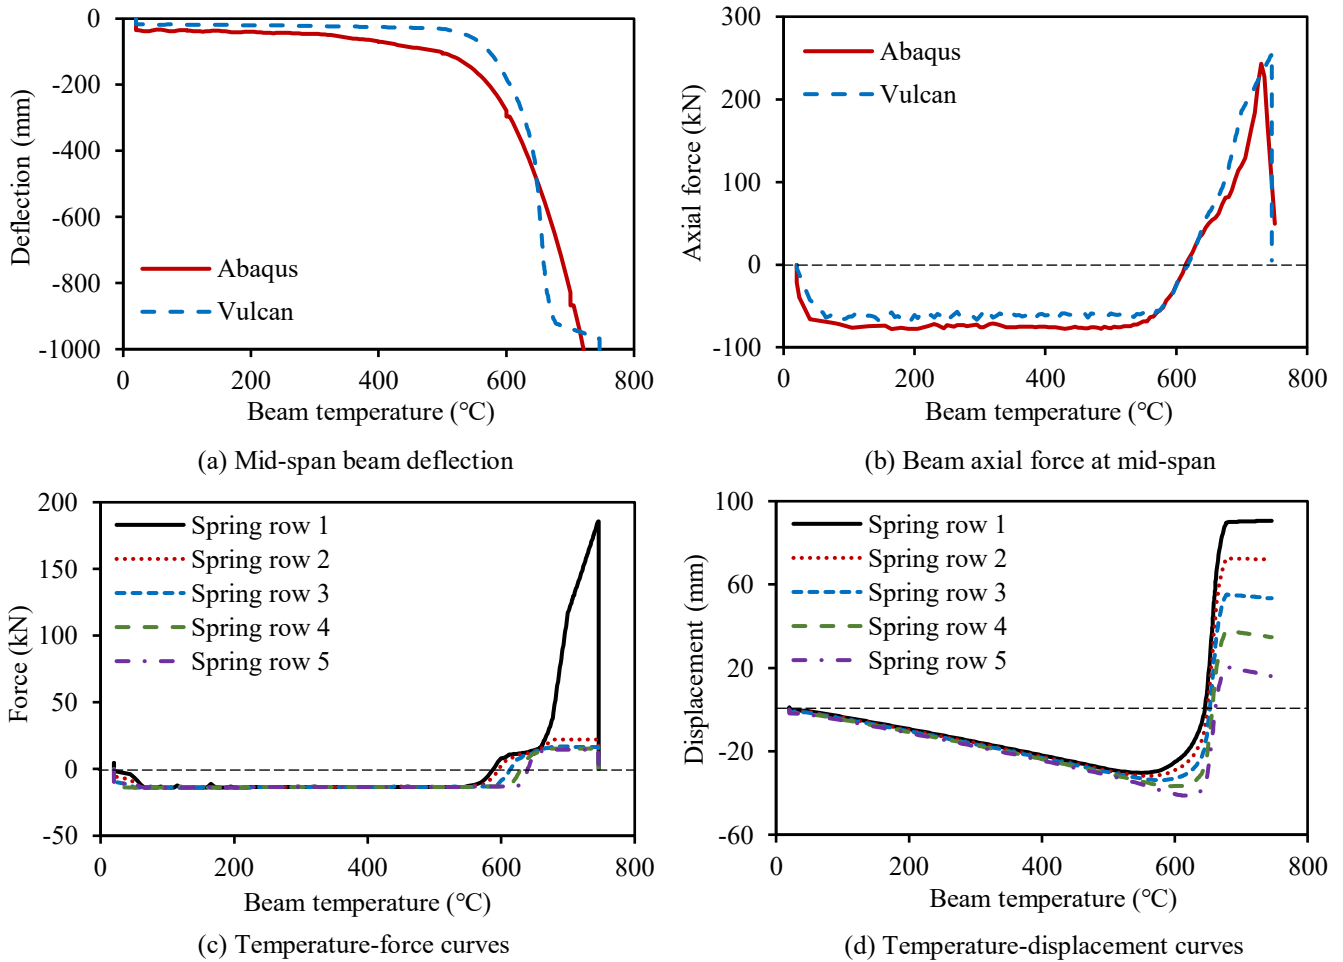 0
-200
-400
-600
-800
-1000
Deflection (mm)
Abaqus
Vulcan
0 200 400 600 800
Beam temperature (℃)
(a) Mid-span beam deflection
300
200
100
0
-100
Axial force (kN)
Abaqus
Vulcan
0 200 400 600 800
Beam temperature (℃)
(b) Beam axial force at mid-span
200
150
100
50
0
-50
Force (kN)
Spring row 1
Spring row 2
Spring row 3
Spring row 4
Spring row 5
0 200 400 600 800
Beam temperature (℃)
(c) Temperature-force curves
100
60
20
-20
-60
Displacement (mm)
Spring row 1
Spring row 2
Spring row 3
Spring row 4
Spring row 5
0 200 400 600 800
Beam temperature (℃)
(d) Temperature-displacement curves